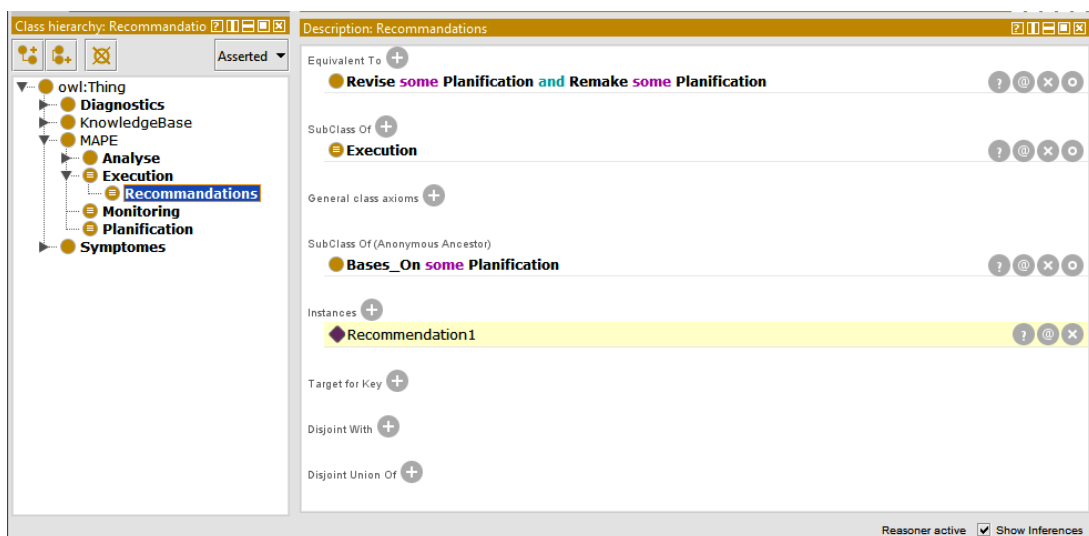 Class hierarchy: Recommandatio
Asserted
owl:Thing
Diagnostics
KnowledgeBase
MAPE
Analyse
Execution
Recommandations
Monitoring
Planification
Symptomes
Description: Recommandations
Equivalent To
Revise some Planification and Remake some Planification
SubClass Of
Execution
General class axioms
SubClass Of (Anonymous Ancestor)
Bases_On some Planification
Instances
Recommendation1
Target for Key
Disjoint With
Disjoint Union Of
Reasoner active Show Inferences